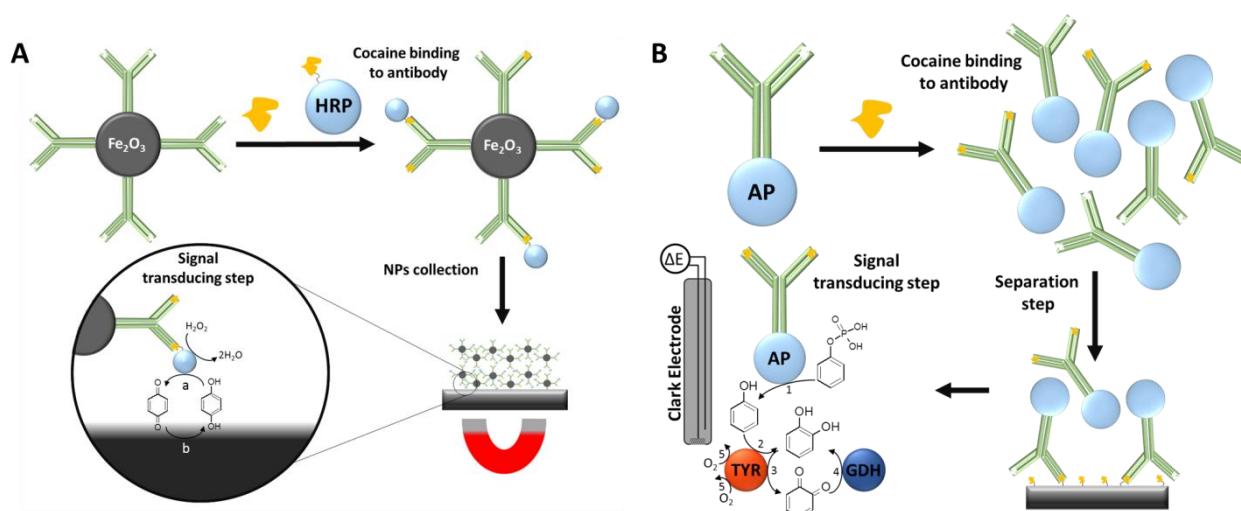 A
HRP
Cocaine binding
to antibody
Fe2O3
Fe2O3
Signal
transducing step
NPs collection
H2O2
2H2O
a
O
OH
O
OH
b
B
AP
Cocaine binding
to antibody
ΔE
Clark Electrode
Signal
transducing step
Separation
step
AP
O
P
OH
O
OH
1
OH
OH
OH
2
5
O2
TYR
3
4
GDH
5
O2
O
O